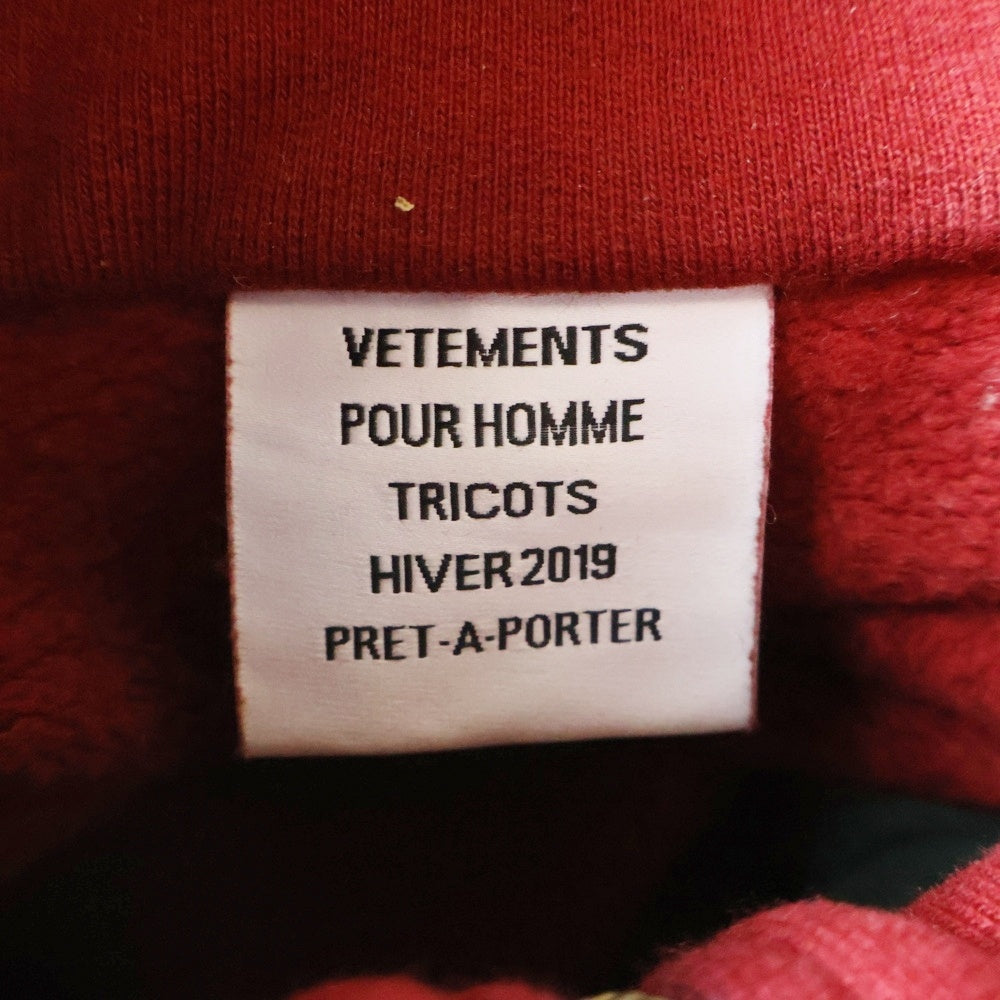 VETEMENTS
POUR HOMME
TRICOTS
HIVER 2019
PRET-A-PORTER